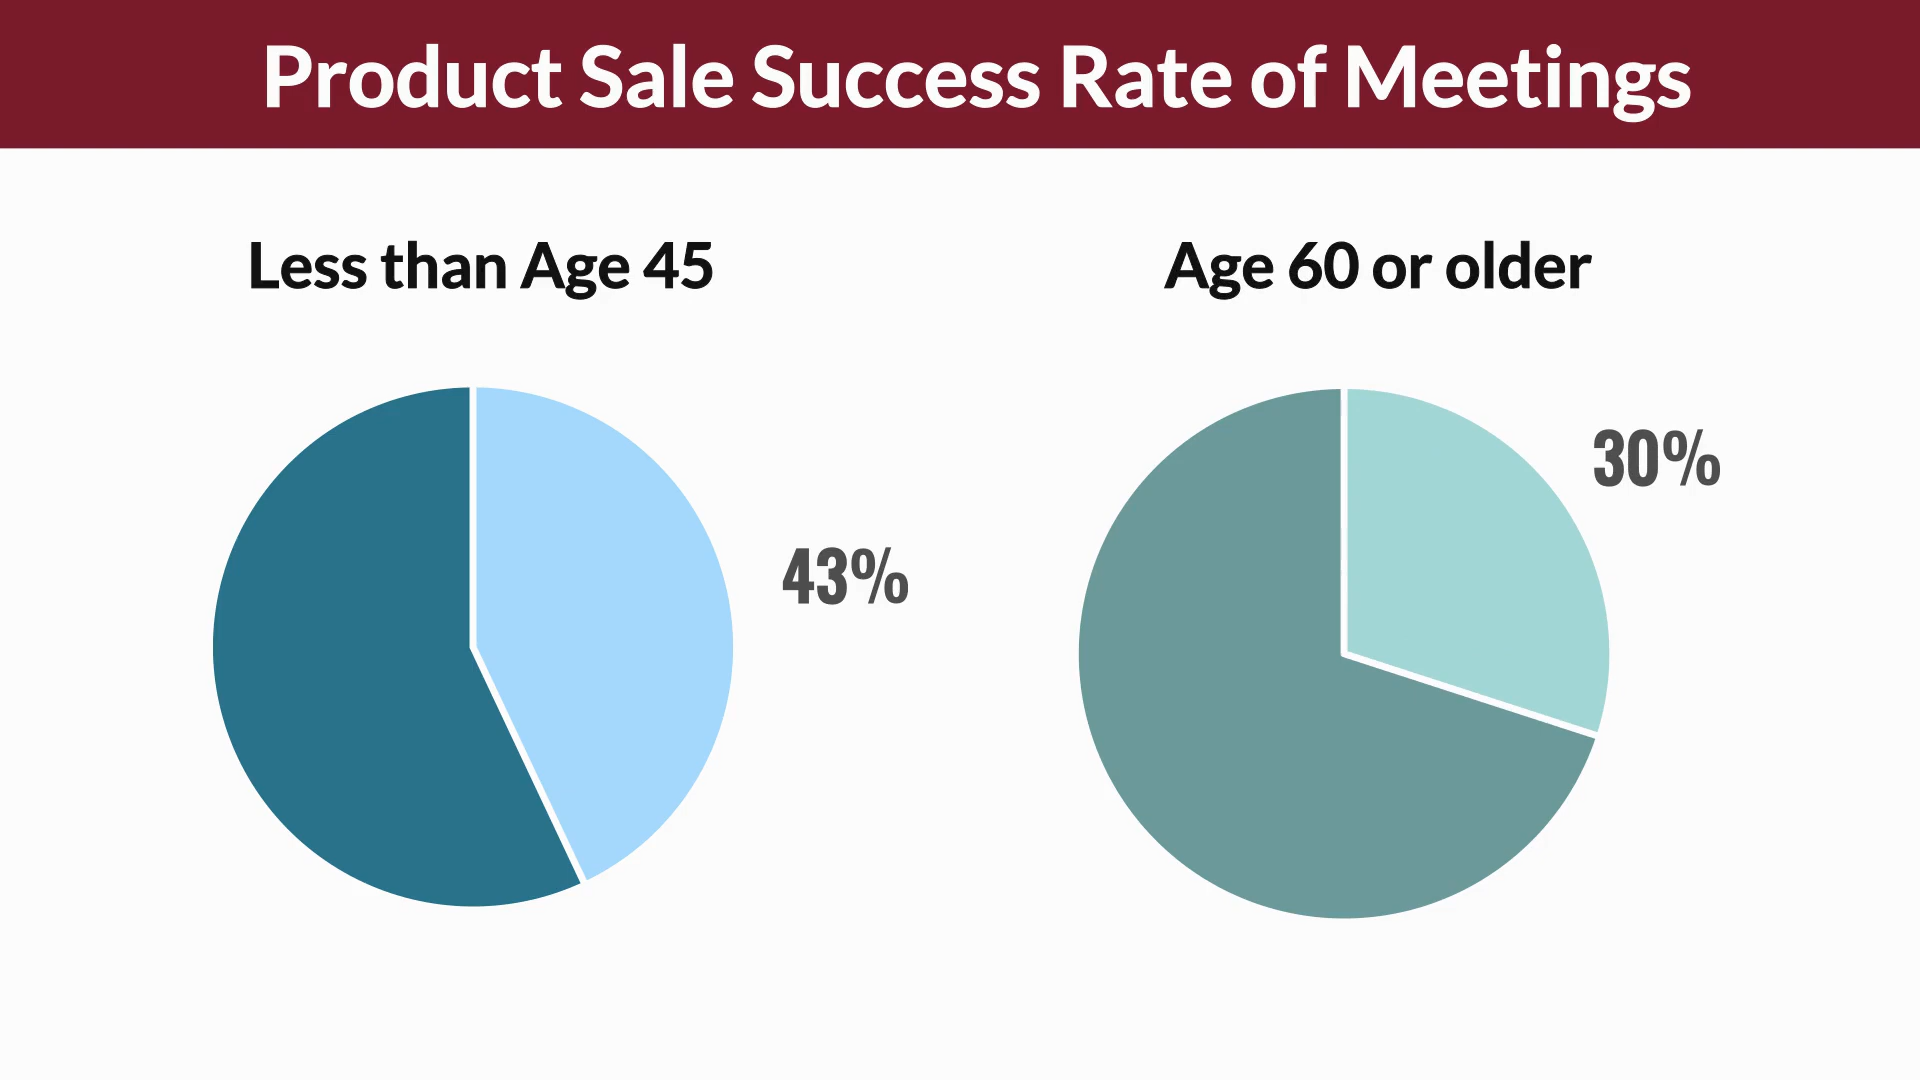 Product Sale Success Rate of Meetings
Less than Age 45
Age 60 or older
43%
30%